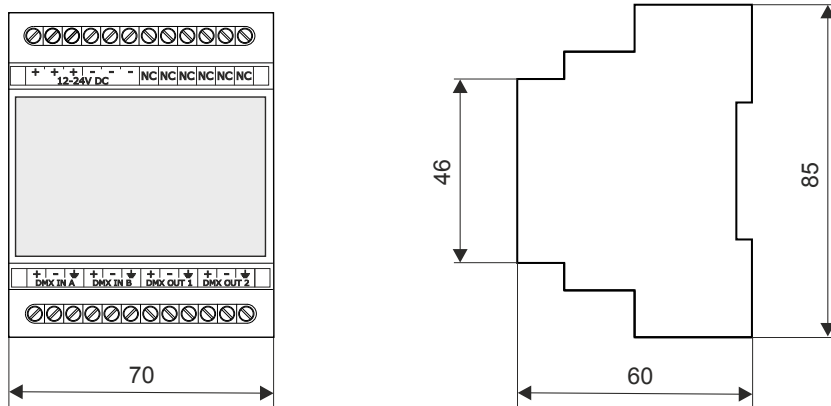 + + + - - - NC NC NC NC NC NC
12-24V DC
46
85
+ - + - + - + -
DMX IN A DMX IN B DMX OUT 1 DMX OUT 2
70
60